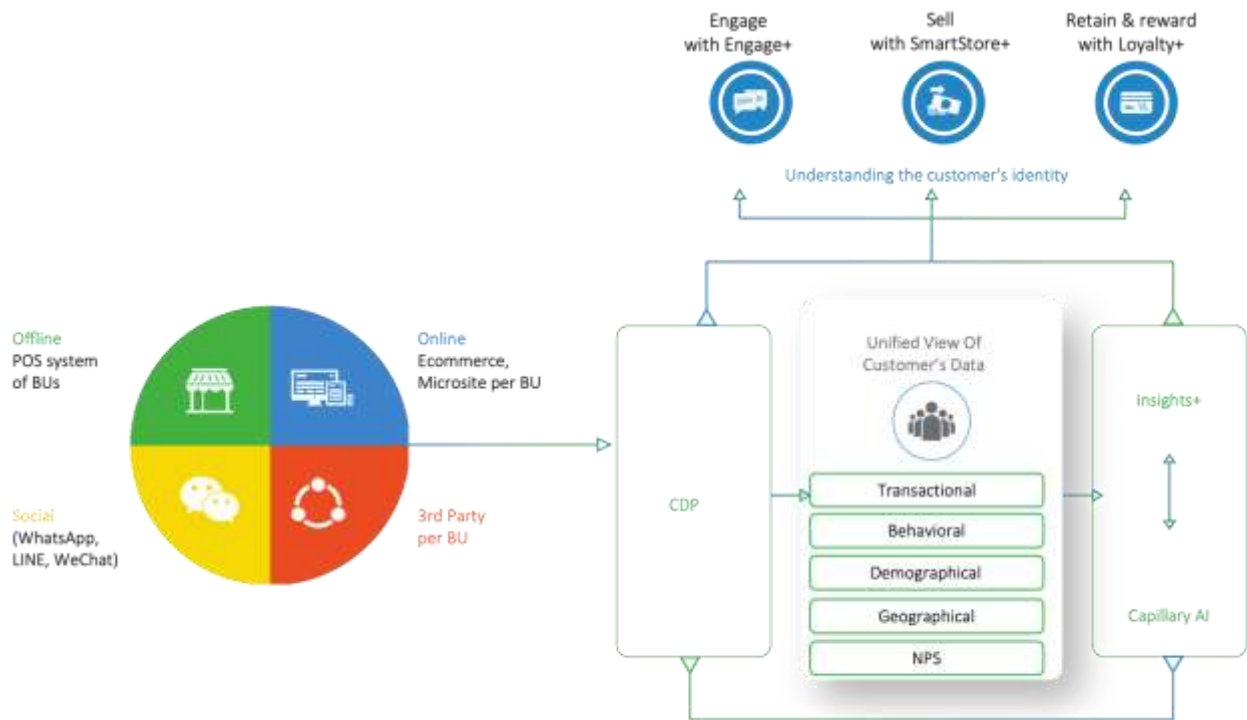 Engage
with Engage+
Sell
with SmartStore+
Retain & reward
with Loyalty+
Understanding the customer's identity
Offline
POS system
of BUs
Online
Ecommerce,
Microsite per BU
Social
(WhatsApp,
LINE, WeChat)
3rd Party
per BU
CDP
Unified View Of
Customer's Data
Transactional
Behavioral
Demographical
Geographical
NPS
Insights+
Capillary AI